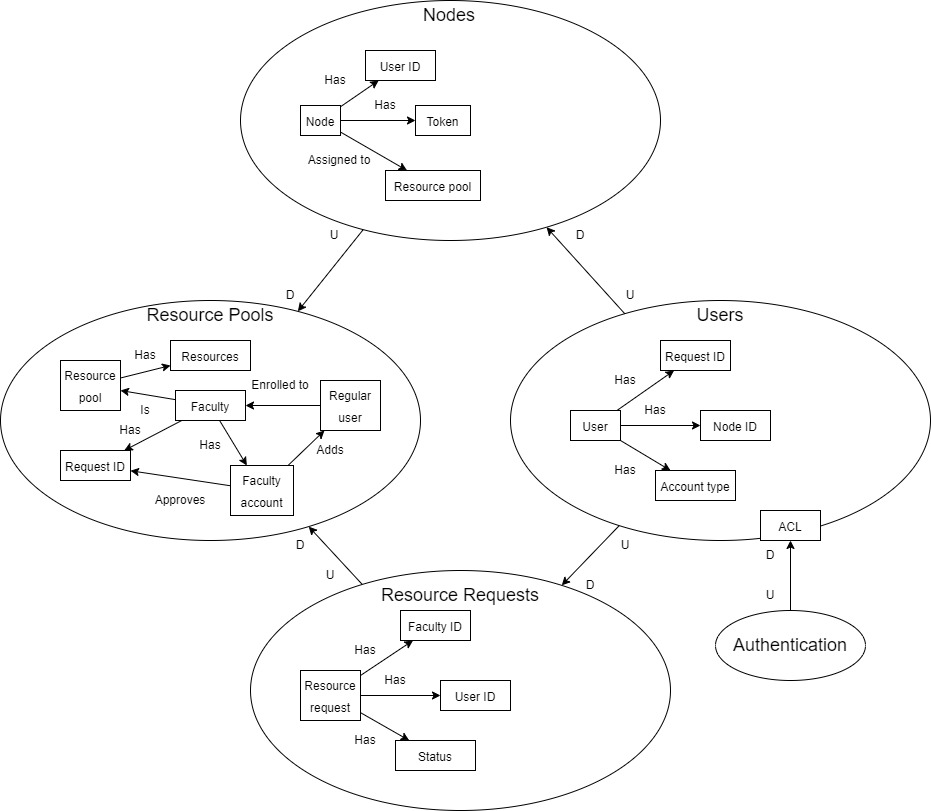 Nodes
User ID
Has
Has
Node
Token
Assigned to
Resource pool
U
D
D
U
Resource Pools
Has
Resources
Resource
pool
Is
Enrolled to
Regular
user
Faculty
Has
Has
Adds
Request ID
Faculty
account
Approves
D
U
Users
Request ID
Has
Has
User
Node ID
Has
Account type
ACL
D
U
Authentication
U
D
Resource Requests
Faculty ID
Has
Has
Resource
request
User ID
Has
Status